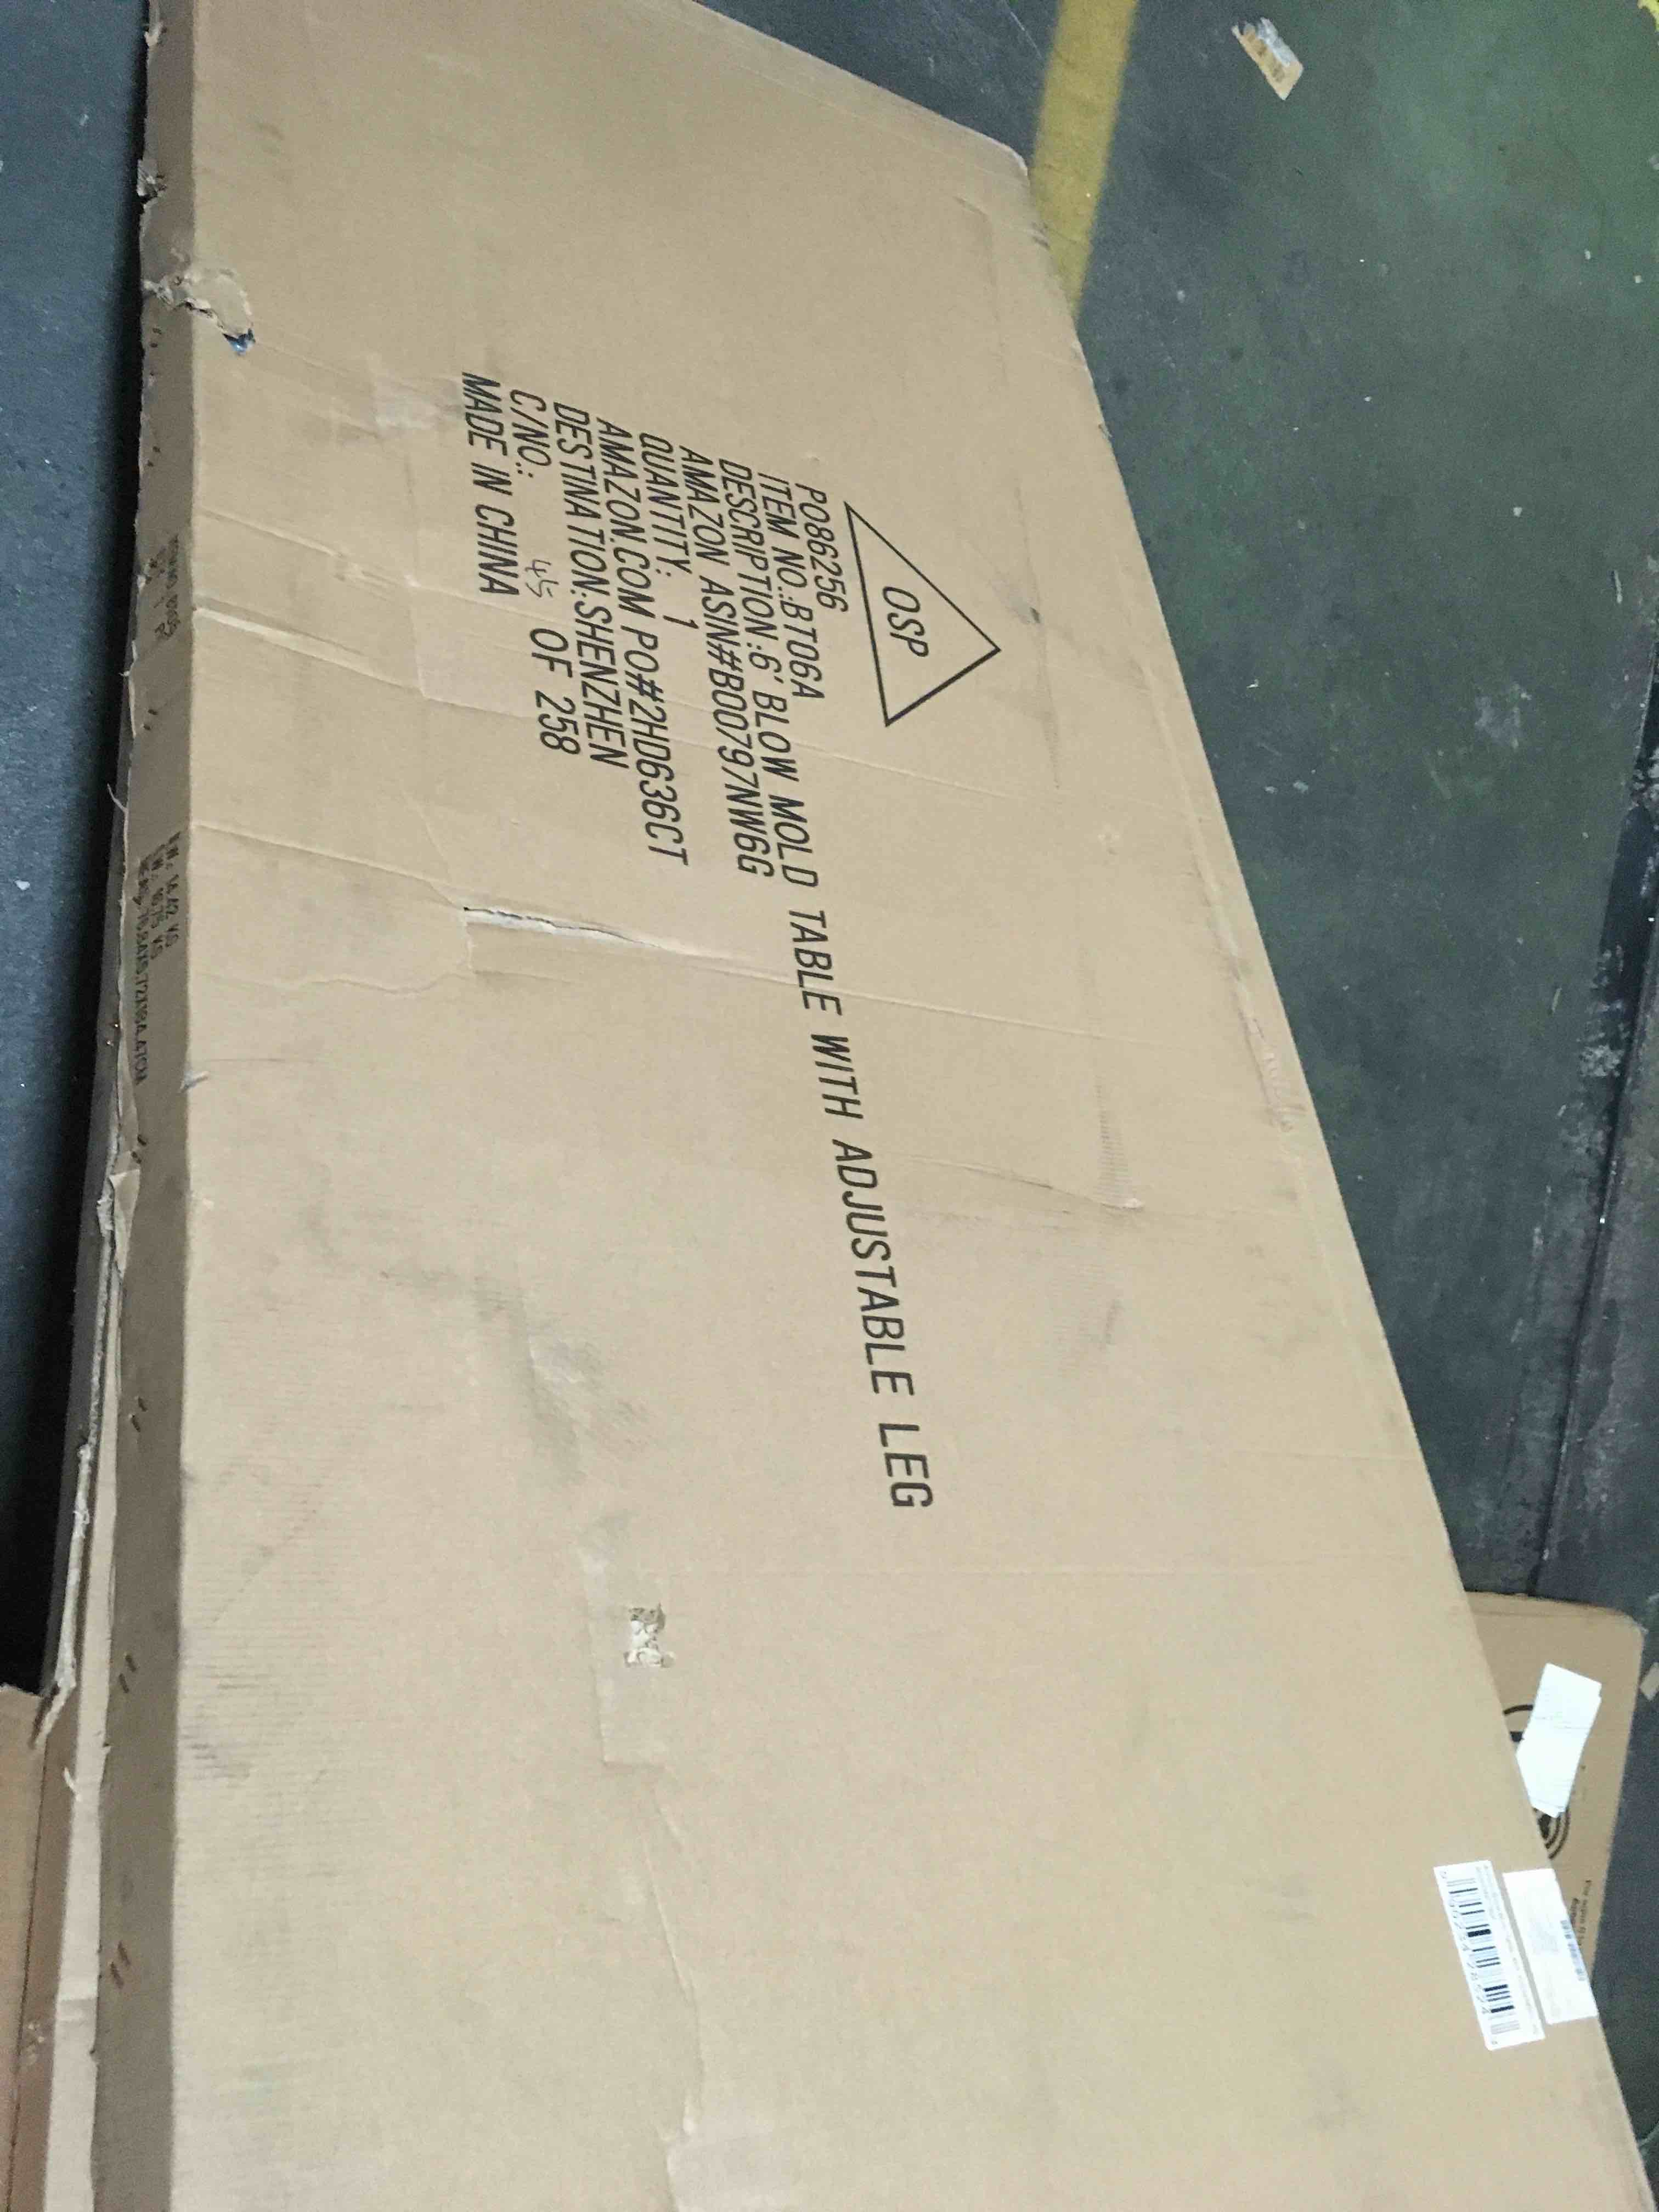 OSP
PO86256
ITEM NO.:BT06A
DESCRIPTION:6' BLOW MOLD TABLE WITH ADJUSTABLE LEG
AMAZON ASIN#B00797NW6G
QUANTITY: 1
AMAZON.COM PO#2HD636CT
DESTINATION:SHENZHEN
C/NO.: 45 OF 258
MADE IN CHINA